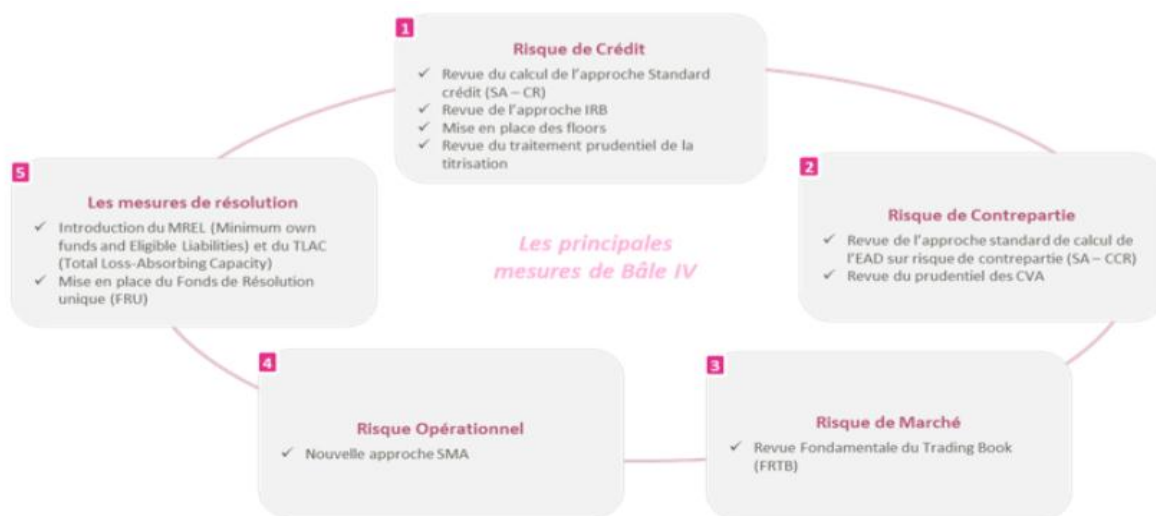 1
Risque de Crédit
✓ Revue du calcul de l'approche Standard
crédit (SA – CR)
✓ Revue de l'approche IRB
✓ Mise en place des floors
✓ Revue du traitement prudentiel de la
titrisation
2
Risque de Contrepartie
✓ Revue de l'approche standard de calcul de
l'EAD sur risque de contrepartie (SA – CCR)
✓ Revue du prudentiel des CVA
3
Risque de Marché
✓ Revue Fondamentale du Trading Book
(FRTB)
4
Risque Opérationnel
✓ Nouvelle approche SMA
5
Les mesures de résolution
✓ Introduction du MREL (Minimum own
funds and Eligible Liabilities) et du TLAC
(Total Loss-Absorbing Capacity)
✓ Mise en place du Fonds de Résolution
unique (FRU)
Les principales
mesures de Bâle IV